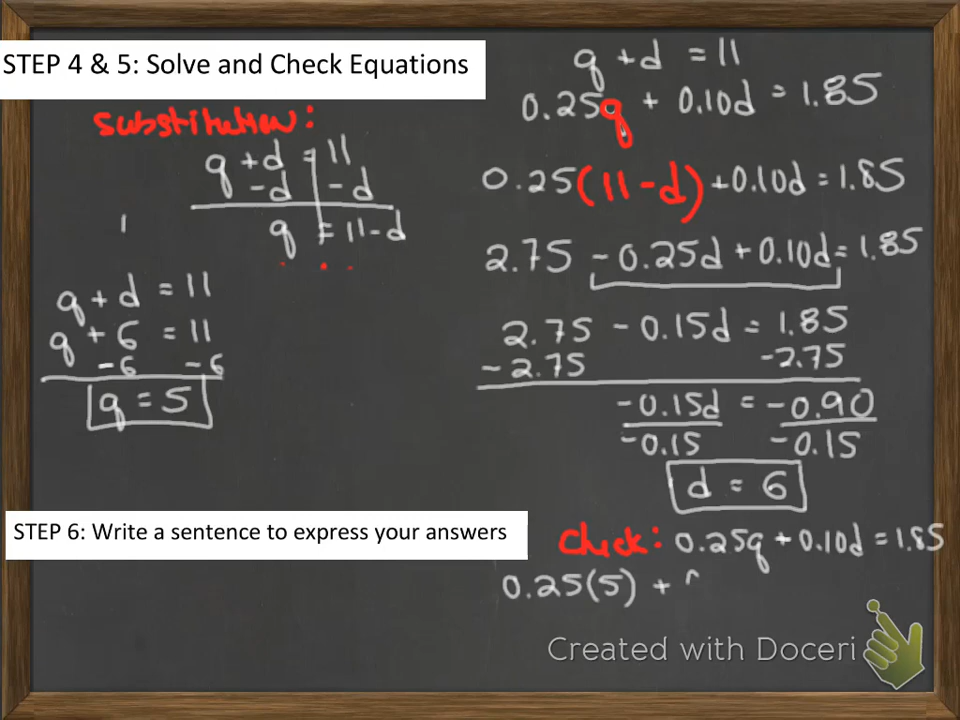 STEP 4 & 5: Solve and Check Equations
Substitution:
q + d = 11
-d | -d
q = 11 - d
q + d = 11
q + 6 = 11
-6 -6
q = 5
q + d = 11
0.25q + 0.10d = 1.85
0.25(11-d) + 0.10d = 1.85
2.75 - 0.25d + 0.10d = 1.85
2.75 - 0.15d = 1.85
-2.75 -2.75
-0.15d = -0.90
-0.15 -0.15
d = 6
STEP 6: Write a sentence to express your answers
Check: 0.25q + 0.10d = 1.85
0.25(5) +
Created with Doceri